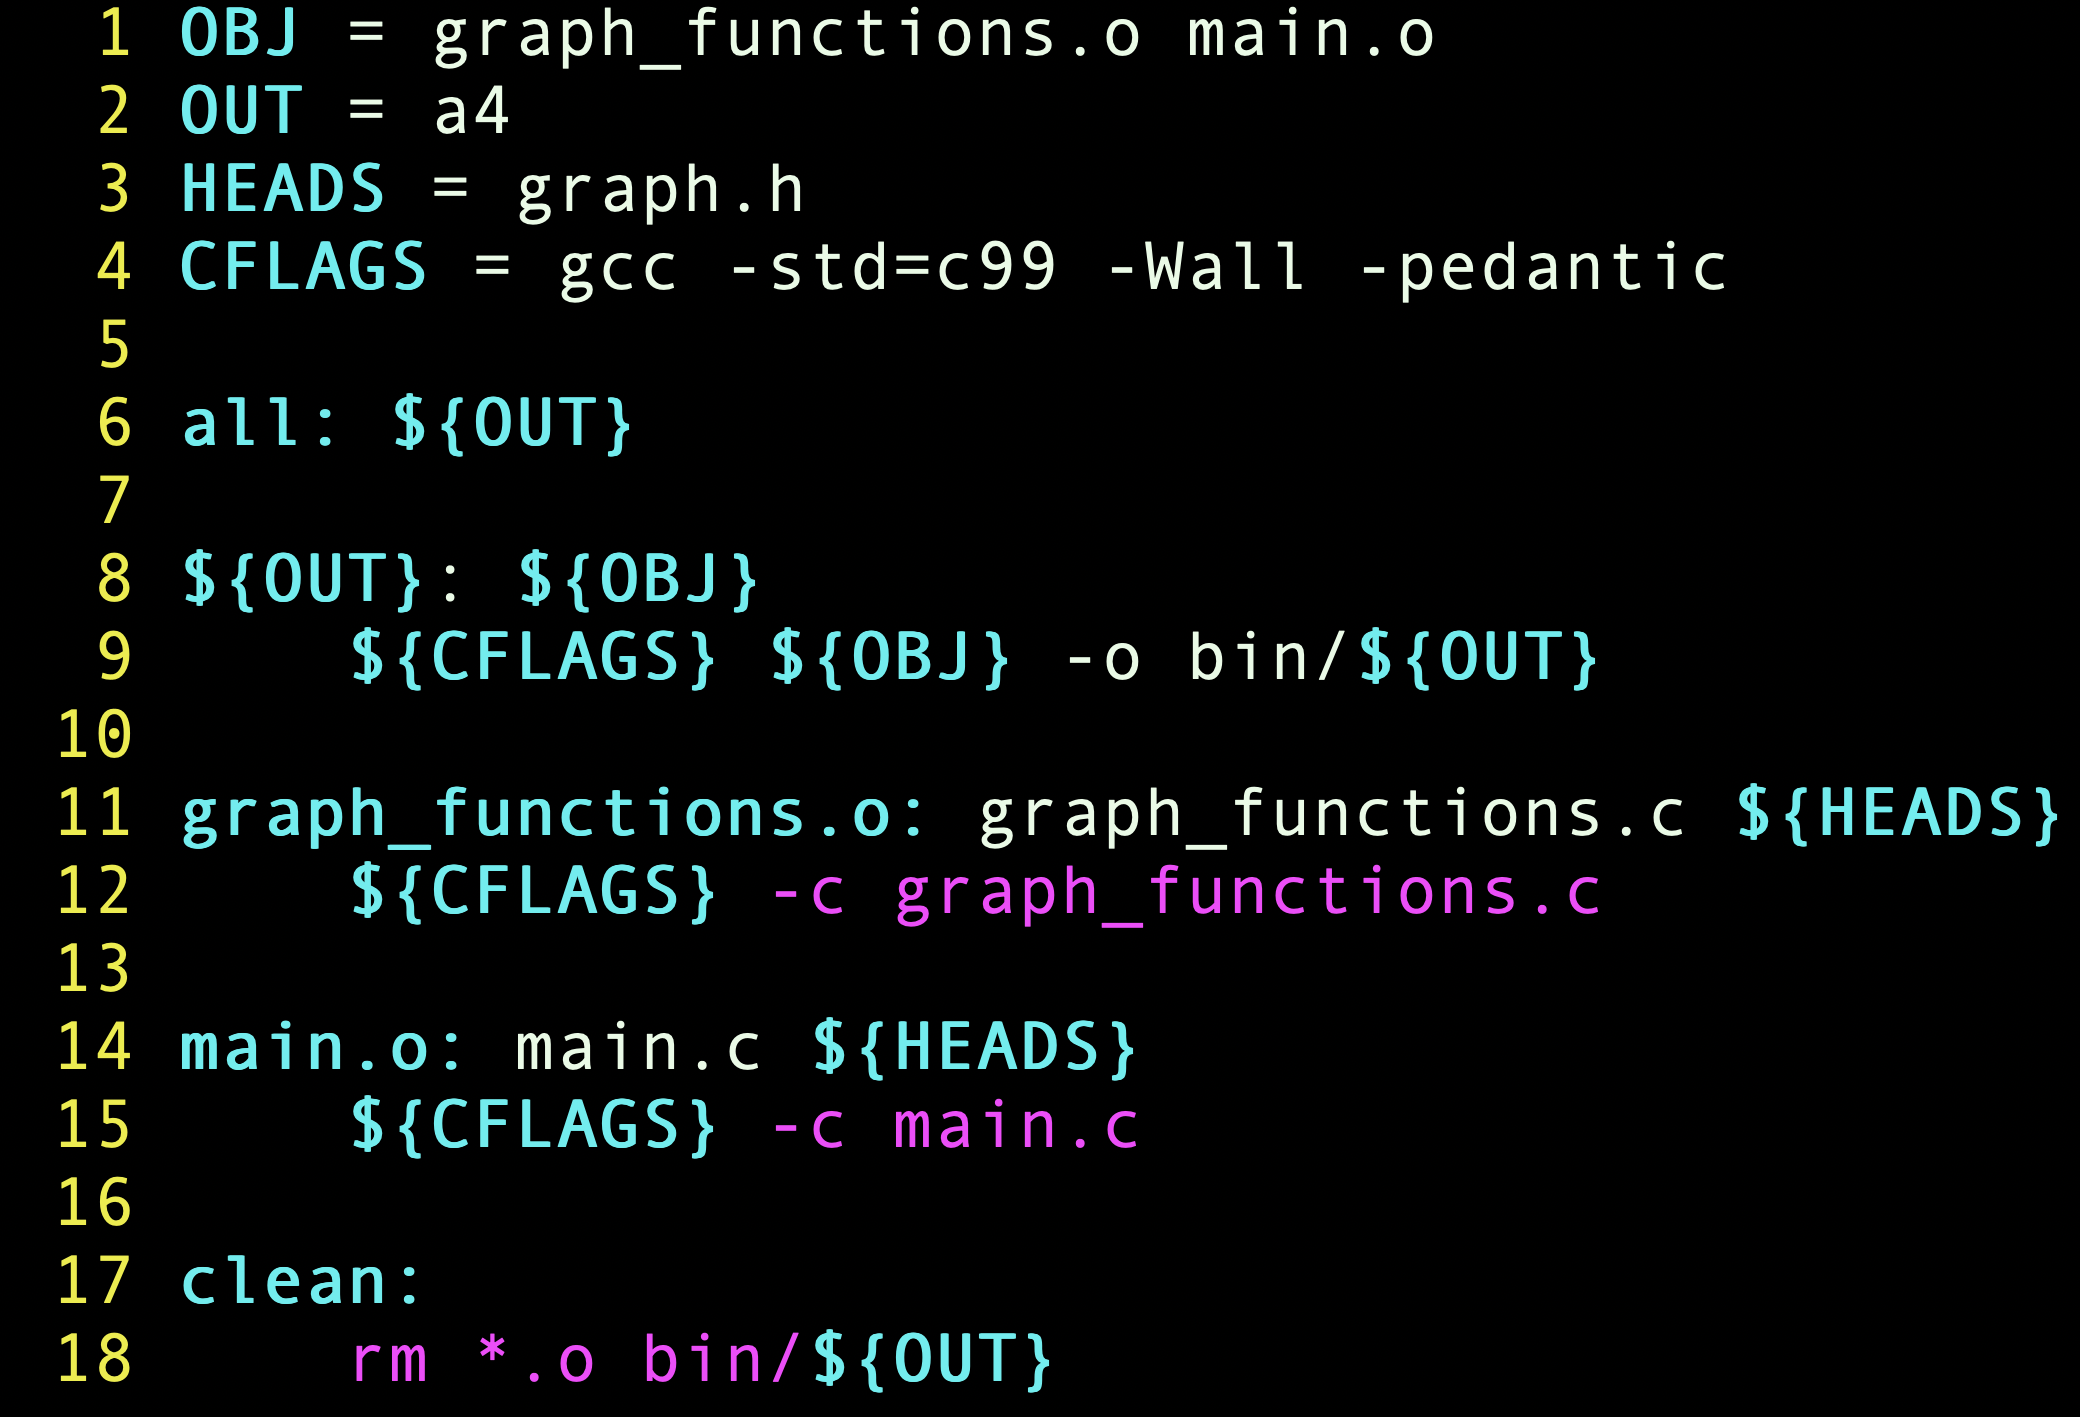 1 OBJ = graph_functions.o main.o
2 OUT = a4
3 HEADS = graph.h
4 CFLAGS = gcc -std=c99 -Wall -pedantic
5
6 all: ${OUT}
7
8 ${OUT}: ${OBJ}
9     ${CFLAGS} ${OBJ} -o bin/${OUT}
10
11 graph_functions.o: graph_functions.c ${HEADS}
12     ${CFLAGS} -c graph_functions.c
13
14 main.o: main.c ${HEADS}
15     ${CFLAGS} -c main.c
16
17 clean:
18     rm *.o bin/${OUT}